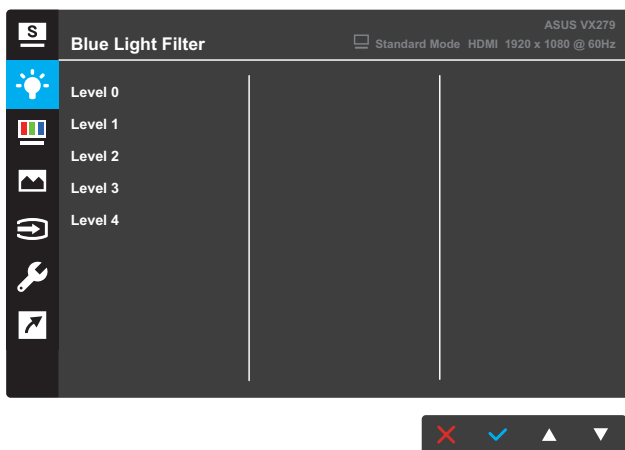 S
ASUS VX279
Blue Light Filter
Standard Mode HDMI 1920 x 1080 @ 60Hz
Level 0
Level 1
Level 2
Level 3
Level 4